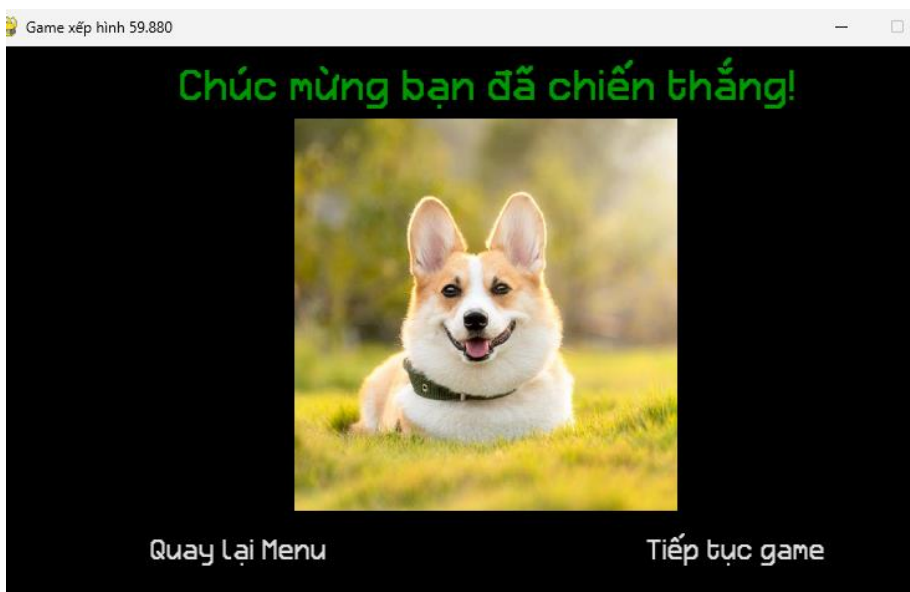 Game xếp hình 59.880
Chúc mừng bạn đã chiến thắng!
Quay lại Menu
Tiếp tục game